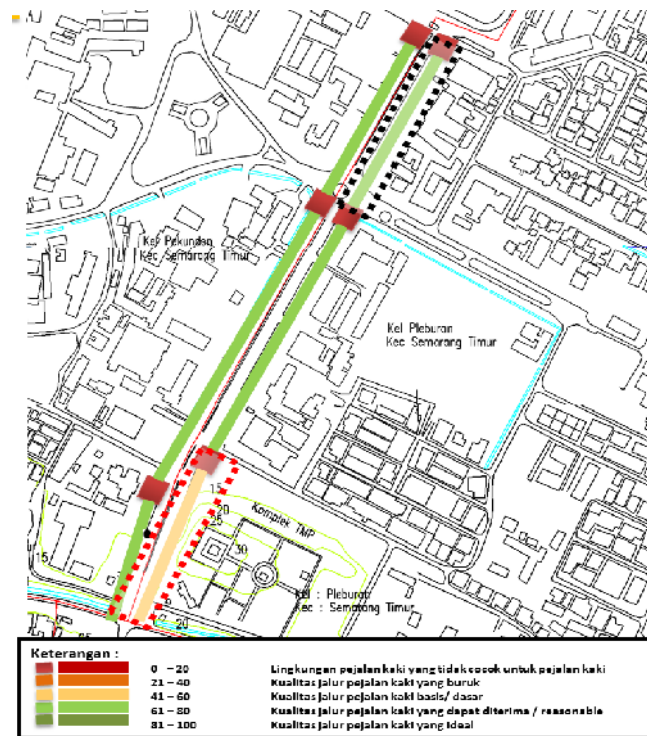 Kel Pekunden
Kec Semarang Timur
Kel Pleburan
Kec Semarang Timur
15
20
25
Komplek TMP
30
15
Kel : Pleburan
Kec : Semarang Timur
20
Keterangan :
0 – 20 Lingkungan pejalan kaki yang tidak cocok untuk pejalan kaki
21 – 40 Kualitas jalur pejalan kaki yang buruk
41 – 60 Kualitas jalur pejalan kaki basis/ dasar
61 – 80 Kualitas jalur pejalan kaki yang dapat diterima / reasonable
81 – 100 Kualitas jalur pejalan kaki yang ideal